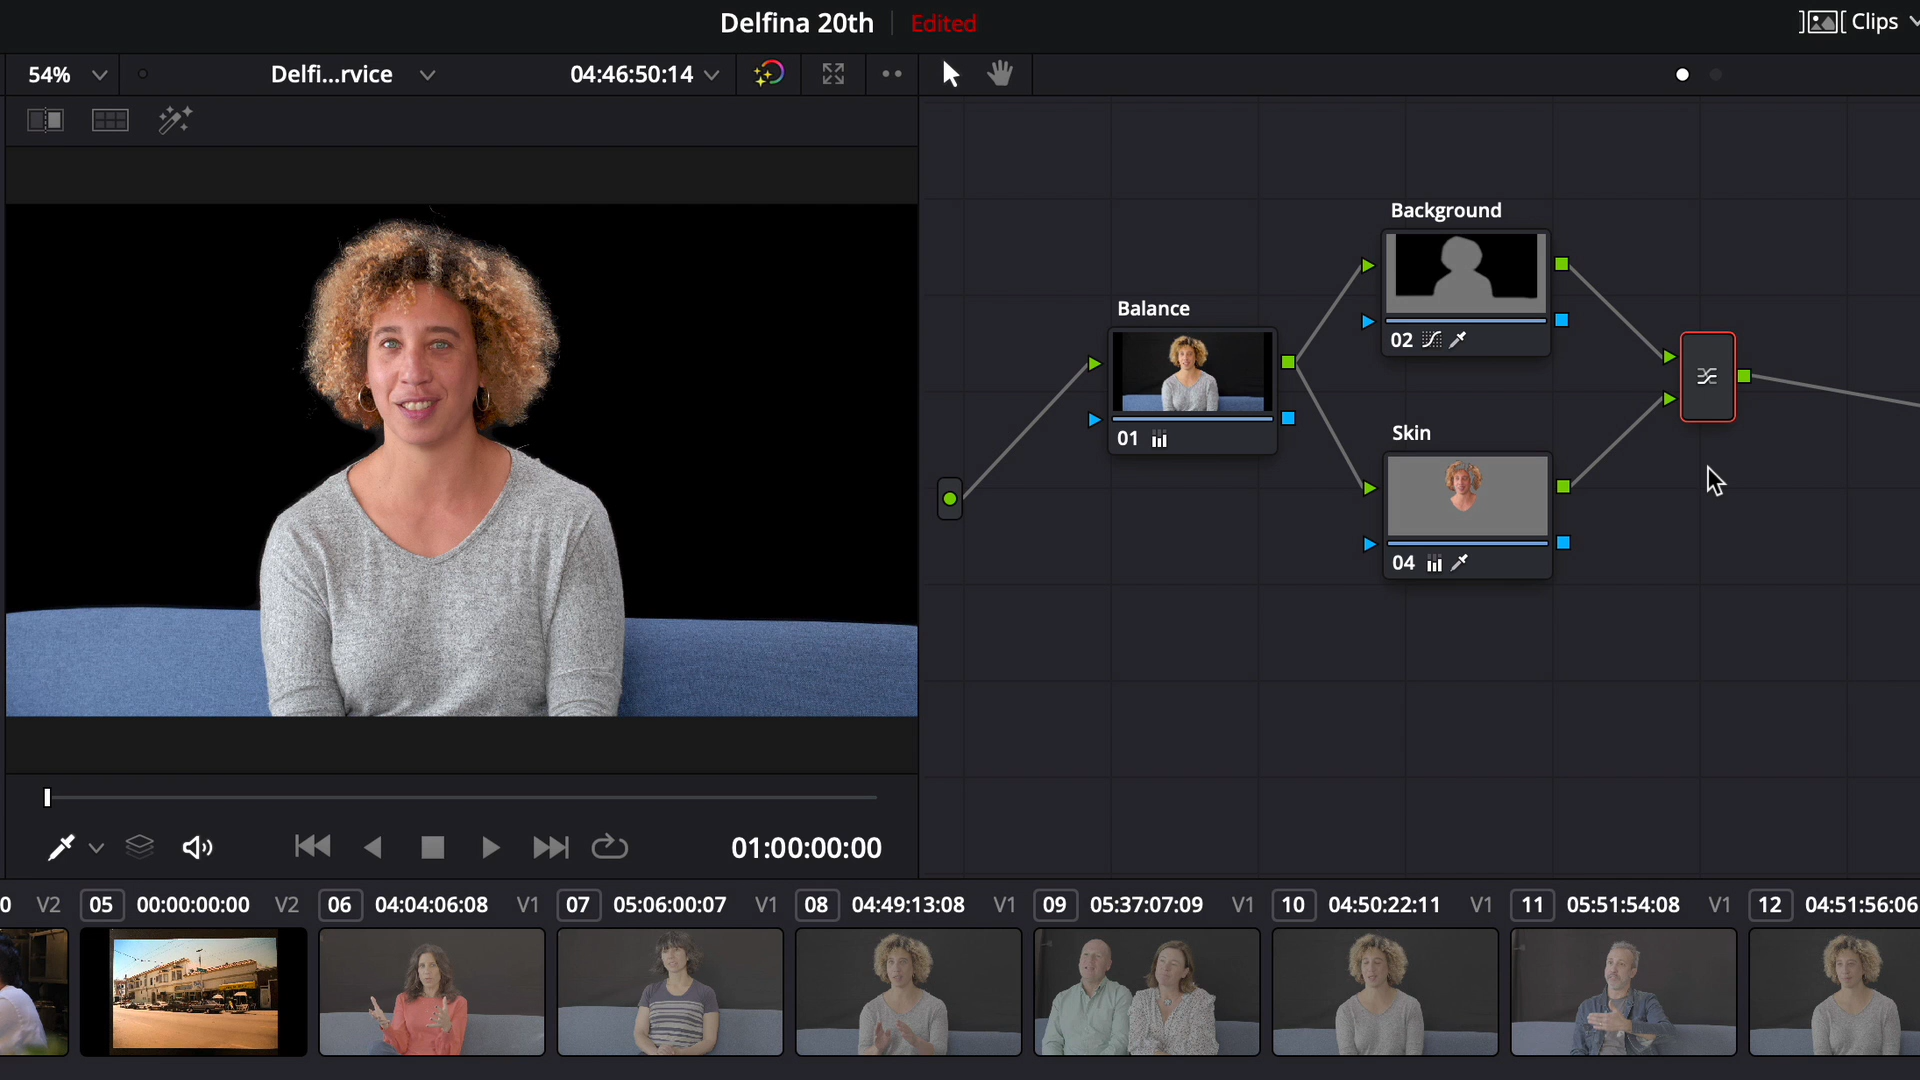 Delfina 20th Edited
Clips
54% Delfi...rvice 04:46:50:14
Background
02
Balance
01
Skin
04
01:00:00:00
0 V2 05 00:00:00:00 V2 06 04:04:06:08 V1 07 05:06:00:07 V1 08 04:49:13:08 V1 09 05:37:07:09 V1 10 04:50:22:11 V1 11 05:51:54:08 V1 12 04:51:56:06